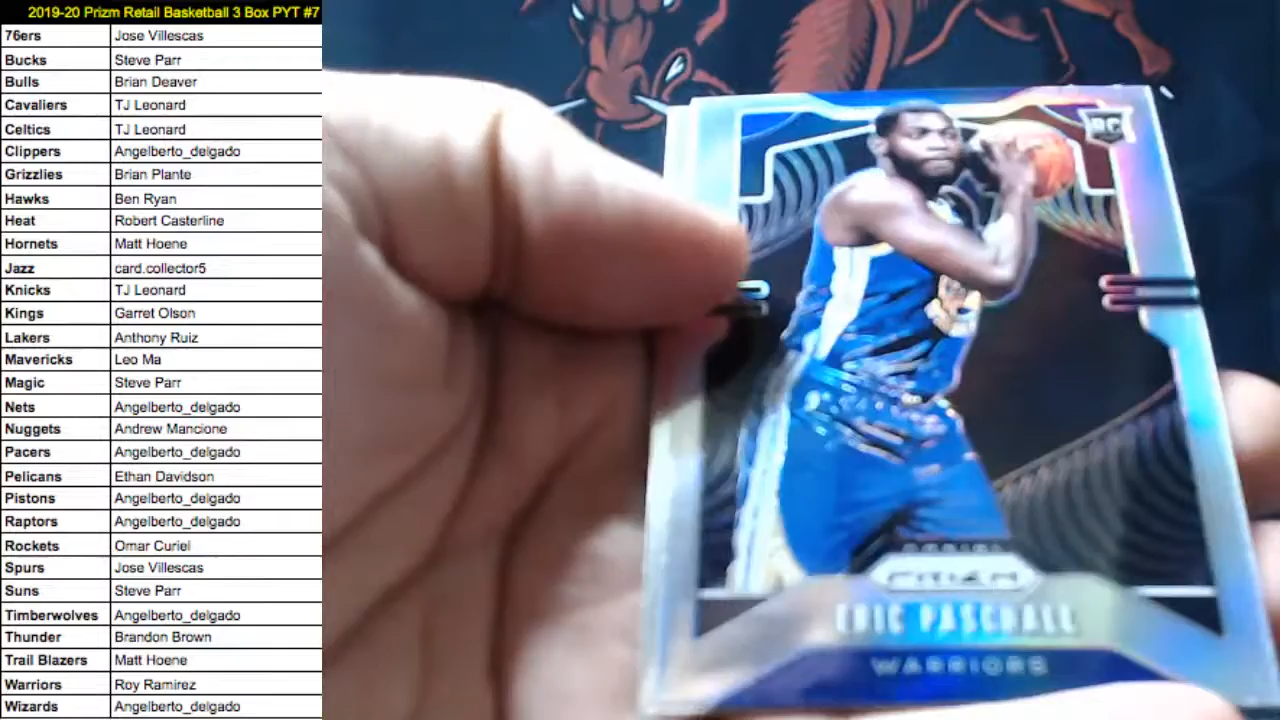 2019-20 Prizm Retail Basketball 3 Box PYT #7
76ers Jose Villescas
Bucks Steve Parr
Bulls Brian Deaver
Cavaliers TJ Leonard
Celtics TJ Leonard
Clippers Angelberto_delgado
Grizzlies Brian Plante
Hawks Ben Ryan
Heat Robert Casterline
Hornets Matt Hoene
Jazz card.collector5
Knicks TJ Leonard
Kings Garret Olson
Lakers Anthony Ruiz
Mavericks Leo Ma
Magic Steve Parr
Nets Angelberto_delgado
Nuggets Andrew Mancione
Pacers Angelberto_delgado
Pelicans Ethan Davidson
Pistons Angelberto_delgado
Raptors Angelberto_delgado
Rockets Omar Curiel
Spurs Jose Villescas
Suns Steve Parr
Timberwolves Angelberto_delgado
Thunder Brandon Brown
Trail Blazers Matt Hoene
Warriors Roy Ramirez
Wizards Angelberto_delgado
RC
PRIZM
ERIC PASCHALL
WARRIORS